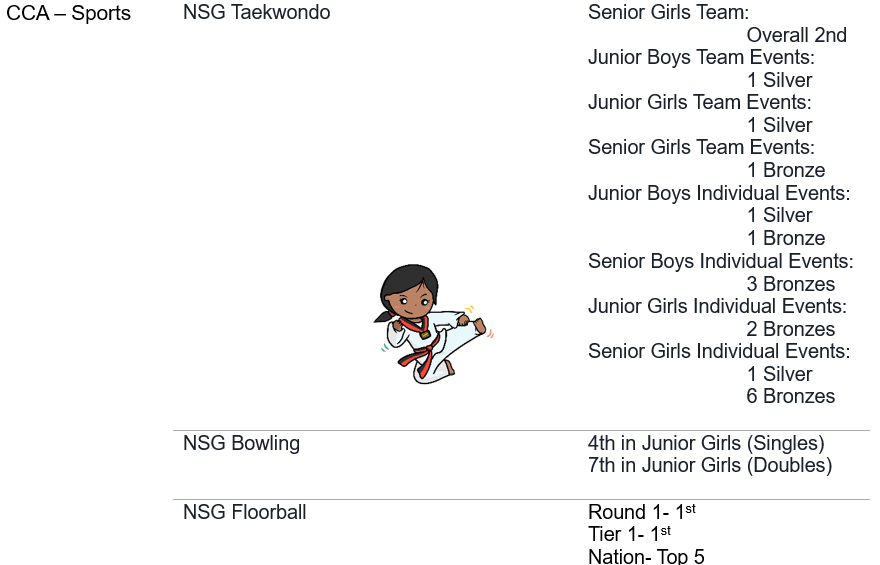 CCA – Sports
NSG Taekwondo
Senior Girls Team:
Overall 2nd
Junior Boys Team Events:
1 Silver
Junior Girls Team Events:
1 Silver
Senior Girls Team Events:
1 Bronze
Junior Boys Individual Events:
1 Silver
1 Bronze
Senior Boys Individual Events:
3 Bronzes
Junior Girls Individual Events:
2 Bronzes
Senior Girls Individual Events:
1 Silver
6 Bronzes
NSG Bowling
4th in Junior Girls (Singles)
7th in Junior Girls (Doubles)
NSG Floorball
Round 1- 1st
Tier 1- 1st
Nation- Top 5